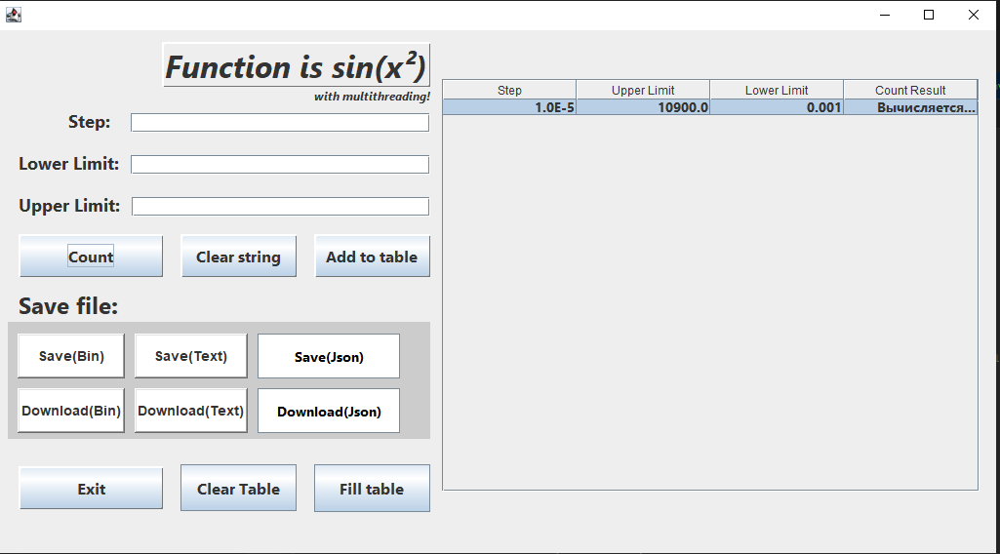 Function is sin(x²)
with multithreading!
Step:
Lower Limit:
Upper Limit:
Count Clear string Add to table
Save file:
Save(Bin) Save(Text) Save(Json)
Download(Bin) Download(Text) Download(Json)
Exit Clear Table Fill table
Step Upper Limit Lower Limit Count Result
1.0E-5 10900.0 0.001 Вычисляется...